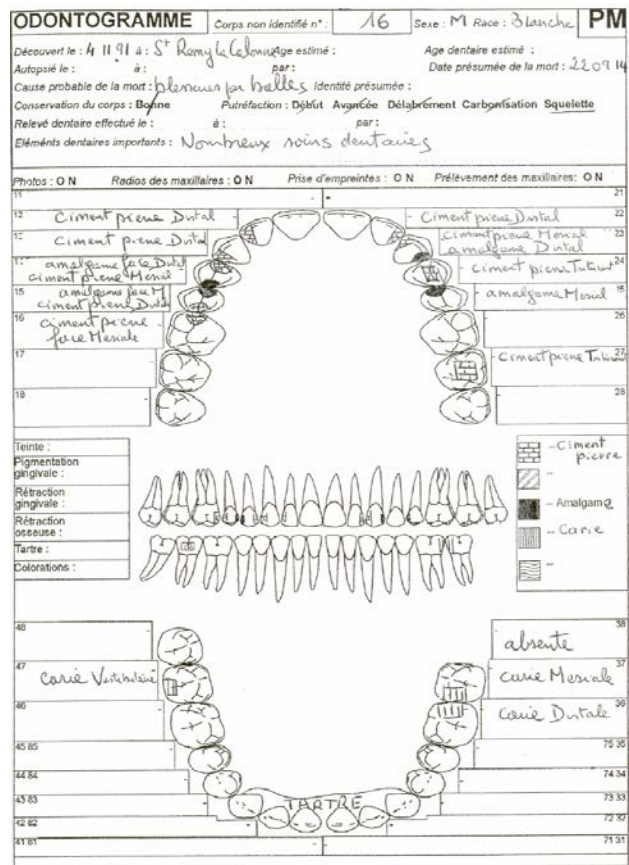 ODONTOGRAMME Corps non identifié n° : 16 Sexe : M Race : Blanche PM
Découvert le : 4 11 91 à : St Remy la Calonne Age estimé : Age dentaire estimé :
Autopsié le : à : par : Date présumée de la mort : 22 09 14
Cause probable de la mort : blessures par balles Identité présumée :
Conservation du corps : Bonne Putréfaction : Début Avancée Délabrement Carbonisation Squelette
Relevé dentaire effectué le : à : par :
Eléments dentaires importants : Nombreux soins dentaires
Photos : O N Radios des maxillaires : O N Prise d'empreintes : O N Prélèvement des maxillaires: O N
11 21
12 Ciment pierre Distal Ciment pierre Distal 22
Ciment pierre Distal ciment pierre Mesial 23
amalgame Distal
amalgame face Distal ciment pierre 24
ciment pierre Mesial
15 amalgame face M amalgame Mesial
ciment pierre Distal
16 ciment pierre 26
face Mesiale
17 Ciment pierre 27
18 28
Teinte :
Pigmentation
gingivale :
Rétraction
gingivale :
Rétraction
osseuse :
Tartre :
Colorations :
- Ciment
pierre
-
- Amalgame
- Carie
-
48 absente 38
47 carie Vestibulaire carie Mesiale 37
46 carie Distale 36
45 85 75 35
44 84 74 34
43 83 TARTRE 73 33
42 82 72 32
41 81 71 31